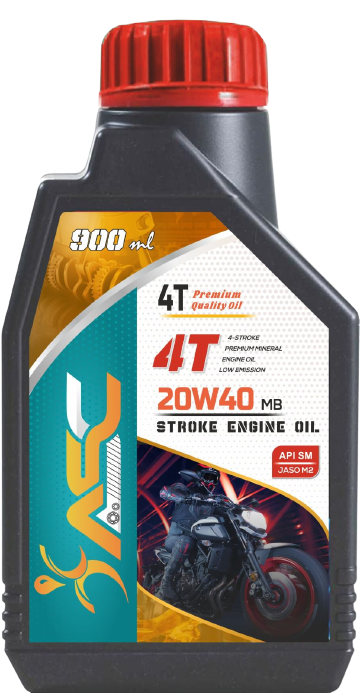 900 ml
4T Premium
Quality Oil
4T
4-STROKE
PREMIUM MINERAL
ENGINE OIL
LOW EMISSION
20W40 MB
STROKE ENGINE OIL
API SM
JASO M2
ASC